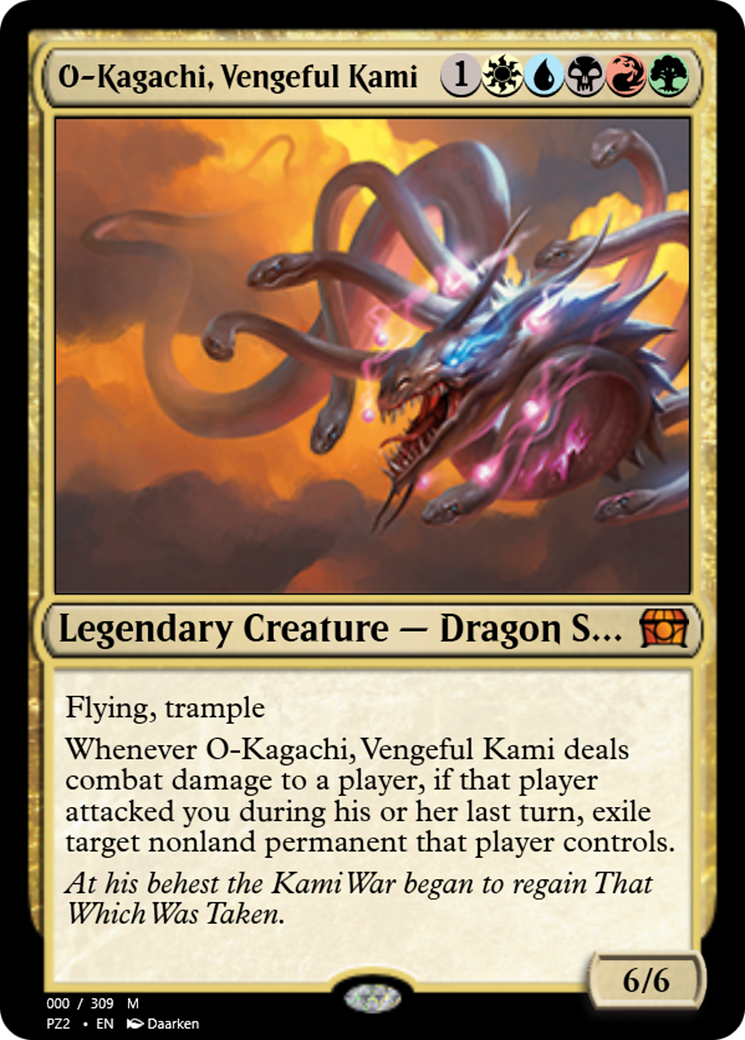 O-Kagachi, Vengeful Kami 1
Legendary Creature — Dragon S...
Flying, trample
Whenever O-Kagachi, Vengeful Kami deals
combat damage to a player, if that player
attacked you during his or her last turn, exile
target nonland permanent that player controls.
At his behest the Kami War began to regain That
Which Was Taken.
6/6
000 / 309 M
PZ2 • EN Daarken